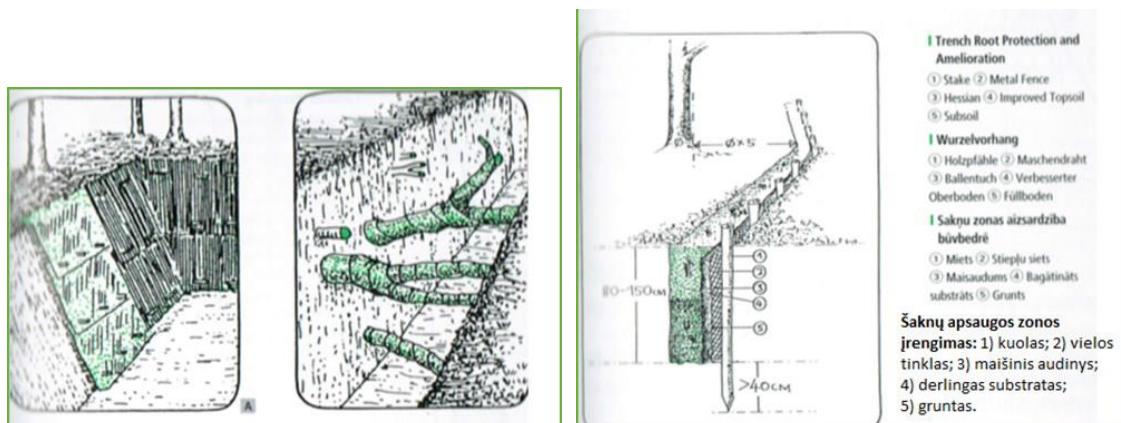 A
Ø×5
80-150cм
>40cм
①
②
③
④
⑤
Trench Root Protection and
Amelioration
① Stake ② Metal Fence
③ Hessian ④ Improved Topsoil
⑤ Subsoil
Wurzelvorhang
① Holzpfähle ② Maschendraht
③ Ballentuch ④ Verbesserter
Oberboden ⑤ Füllboden
Sakņu zonas aizsardzība
būvbedrē
① Miets ② Stiepļu siets
③ Maisaudums ④ Bagātināts
substrāts ⑤ Grunts
Šaknų apsaugos zonos
įrengimas: 1) kuolas; 2) vielos
tinklas; 3) maišinis audinys;
4) derlingas substratas;
5) gruntas.